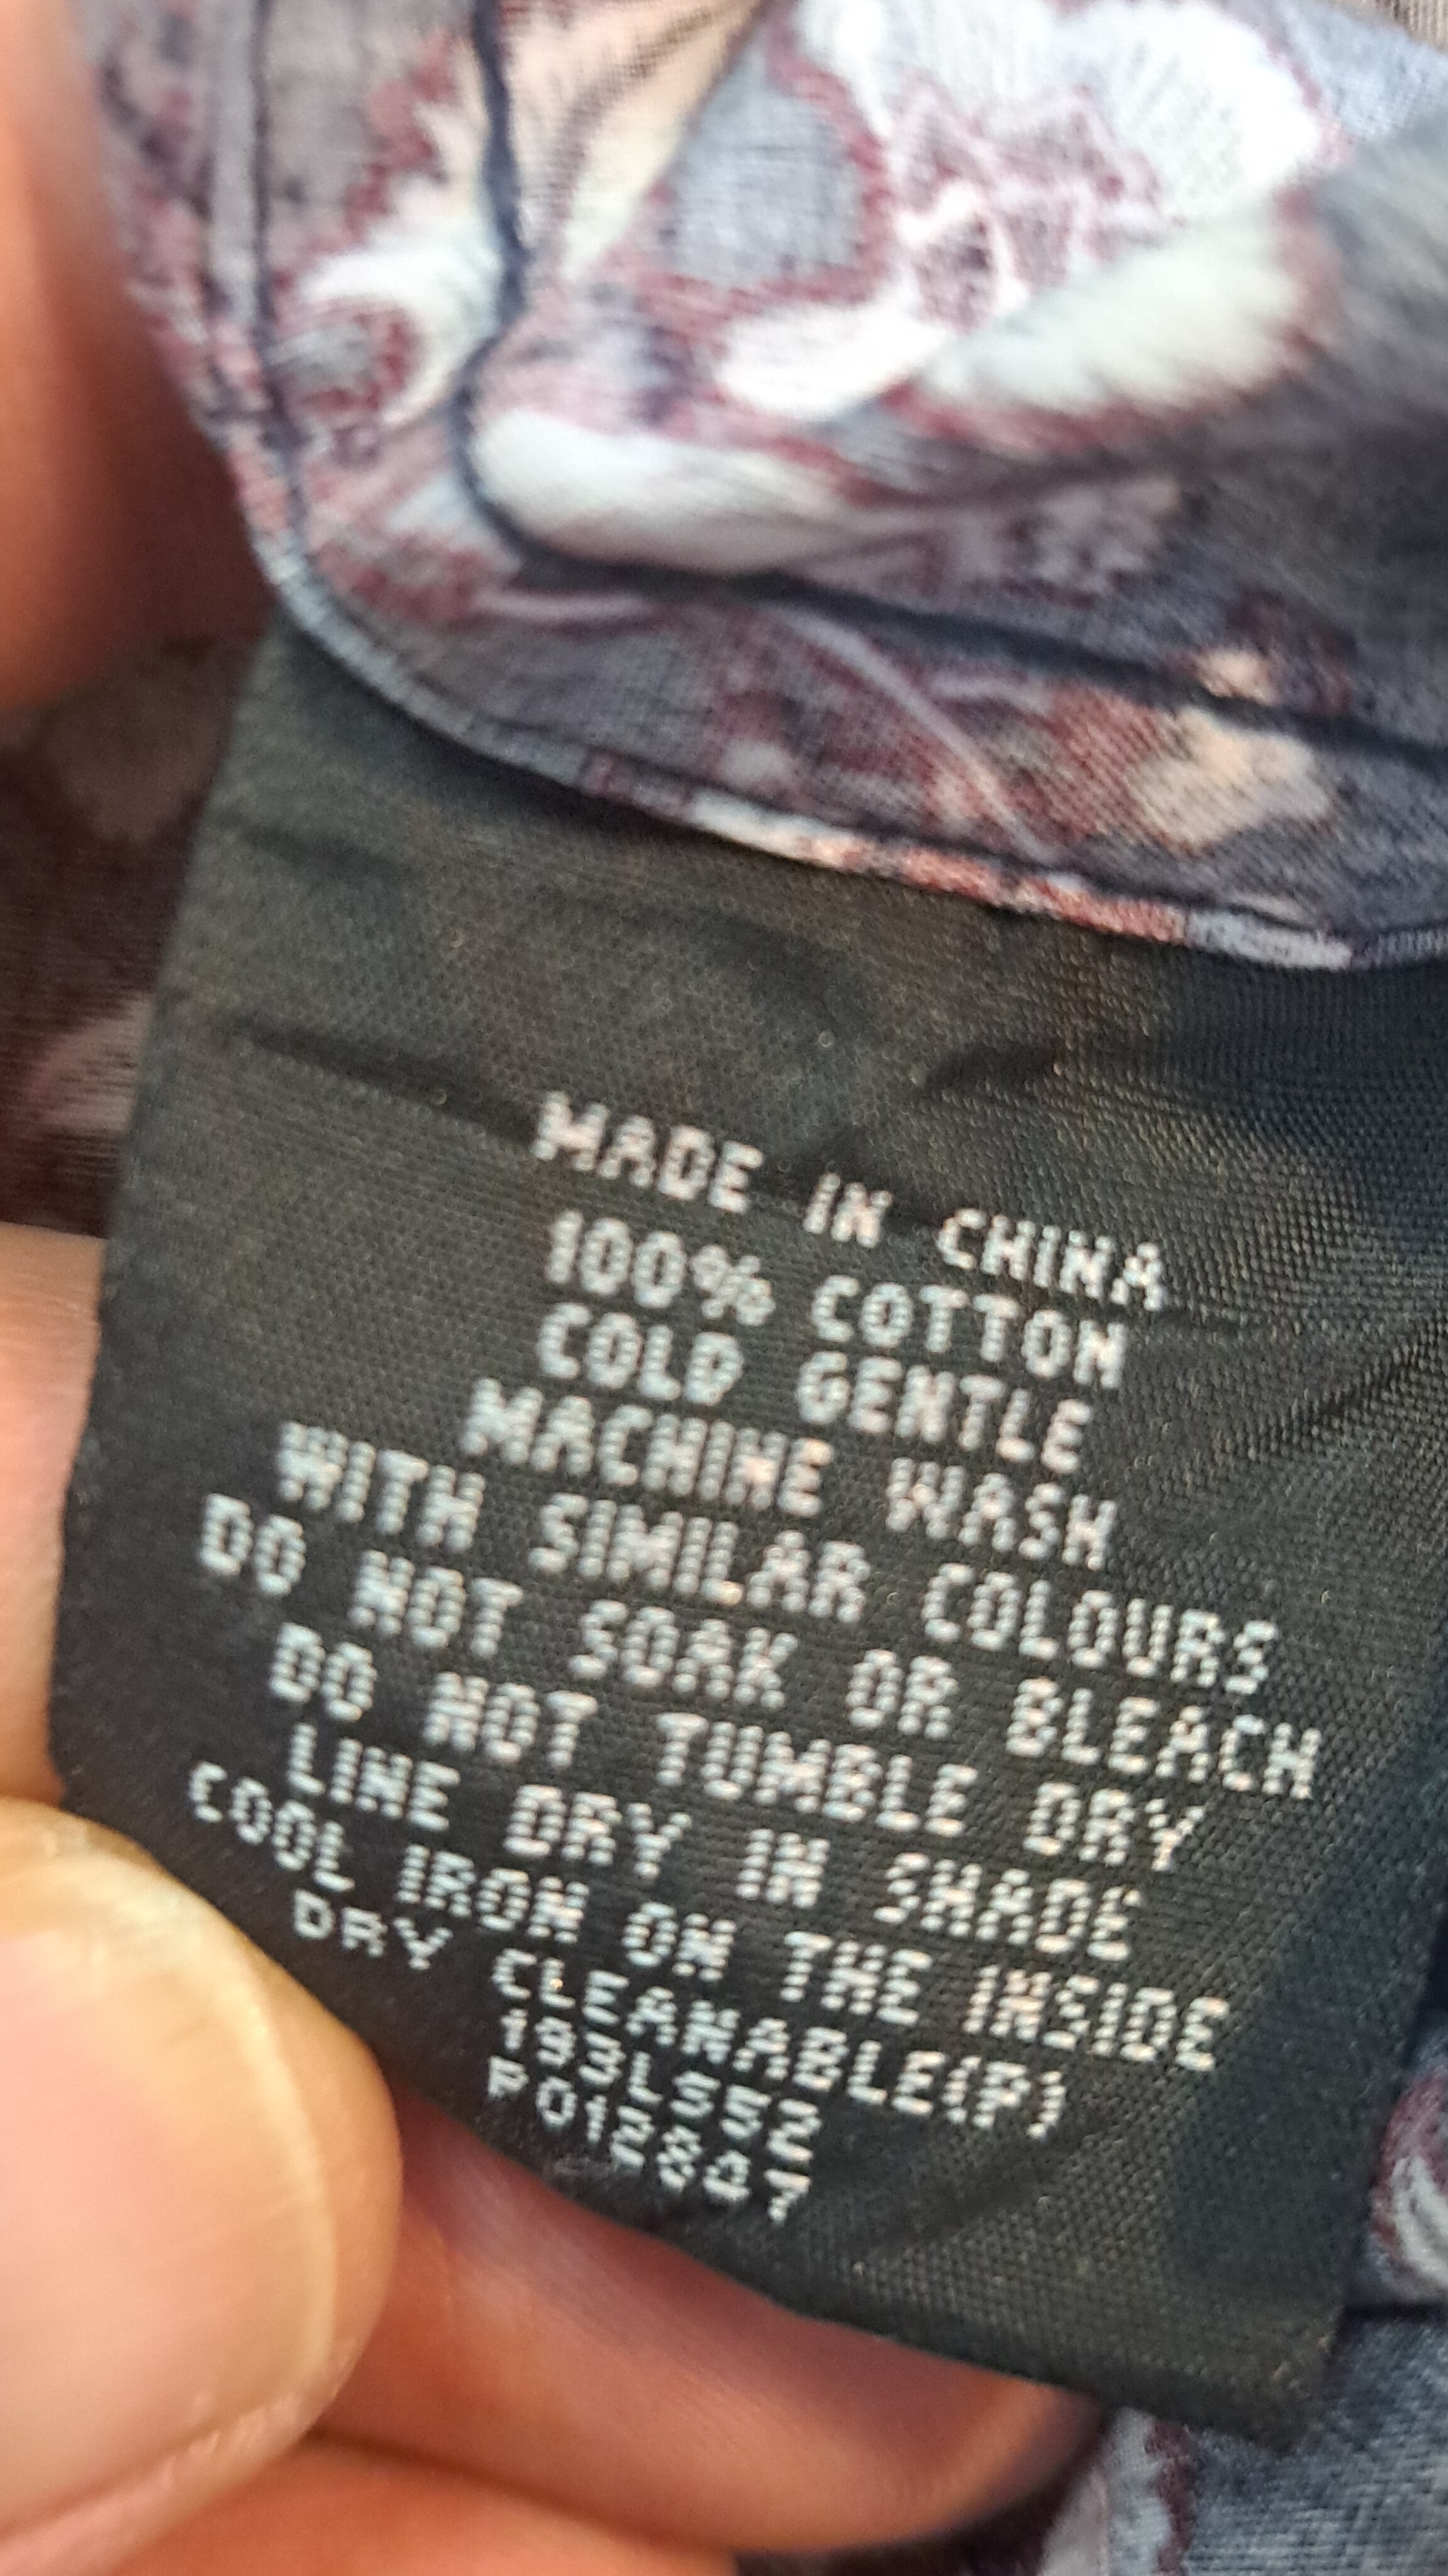 MADE IN CHINA
100% COTTON
COLD GENTLE
MACHINE WASH
WITH SIMILAR COLOURS
DO NOT SOAK OR BLEACH
DO NOT TUMBLE DRY
LINE DRY IN SHADE
COOL IRON ON THE INSIDE
DRY CLEANABLE(P)
193LS52
PO12847